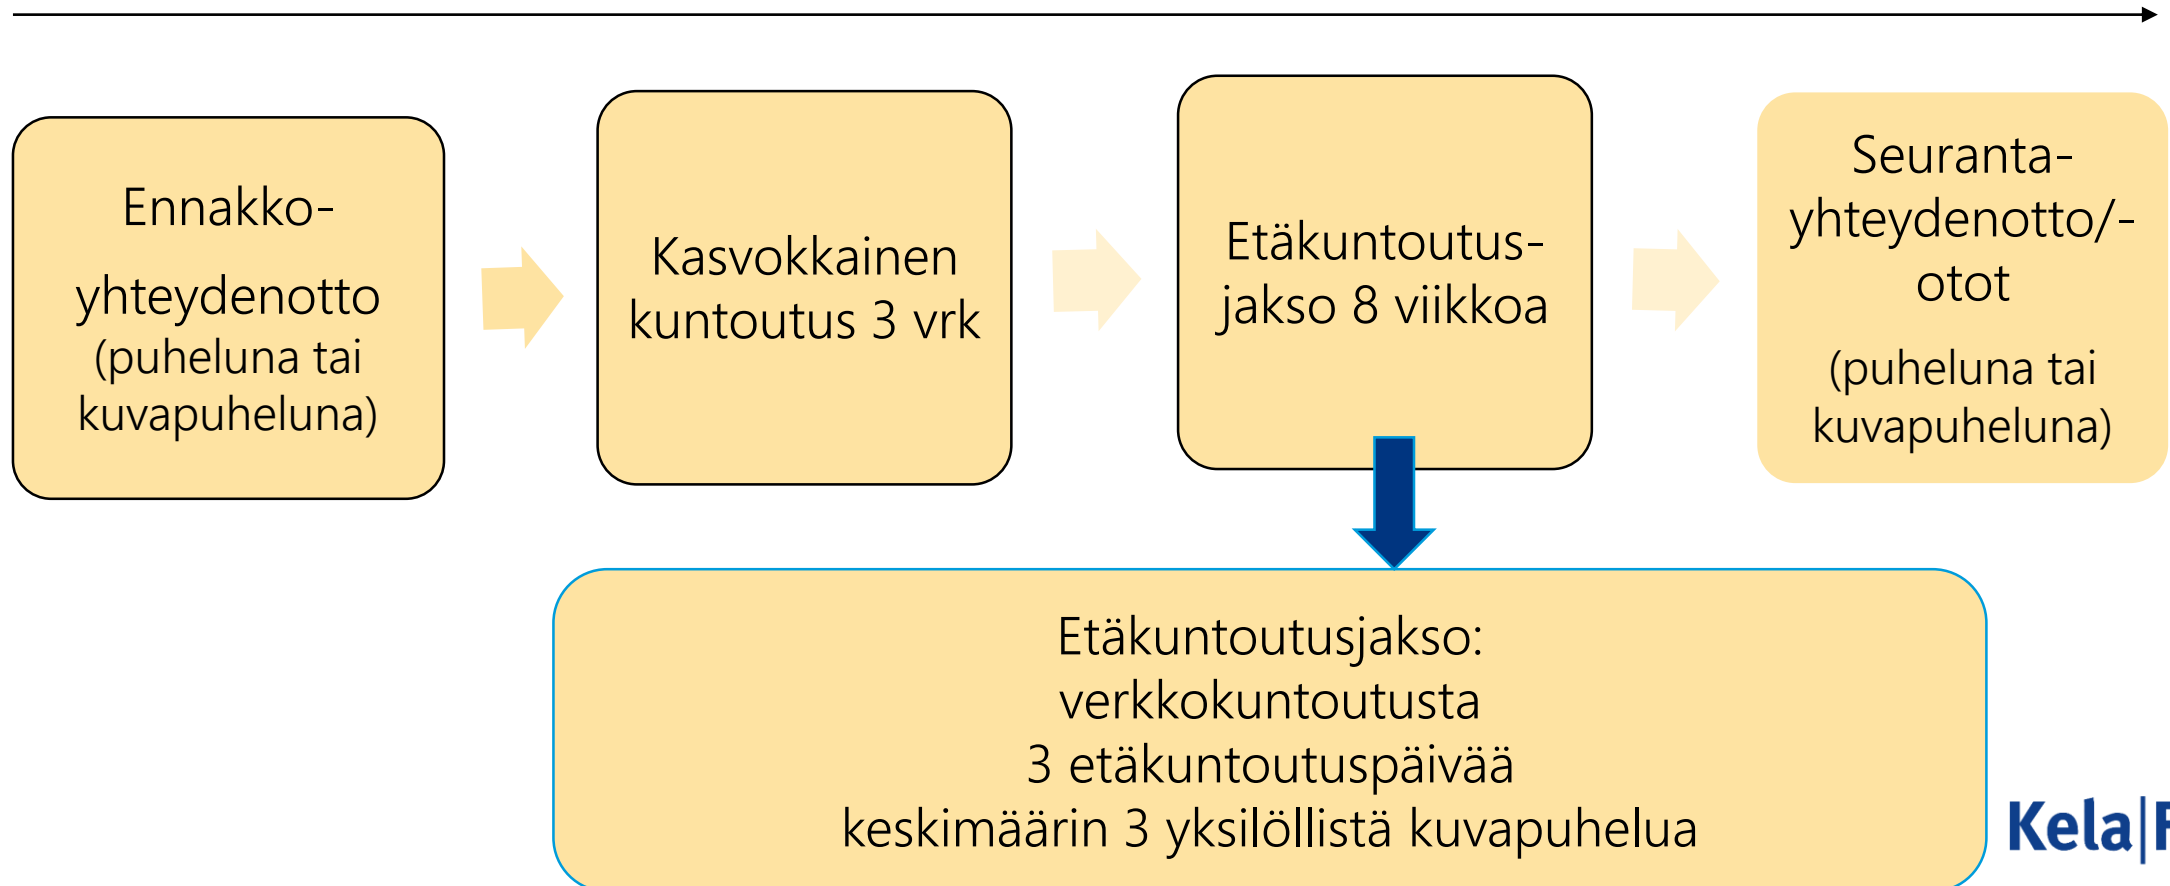 Ennakko-
yhteydenotto
(puheluna tai
kuvapuheluna)
Kasvokkainen
kuntoutus 3 vrk
Etäkuntoutus-
jakso 8 viikkoa
Seuranta-
yhteydenotto/-
otot
(puheluna tai
kuvapuheluna)
Etäkuntoutusjakso:
verkkokuntoutusta
3 etäkuntoutuspäivää
keskimäärin 3 yksilöllistä kuvapuhelua
Kela|F